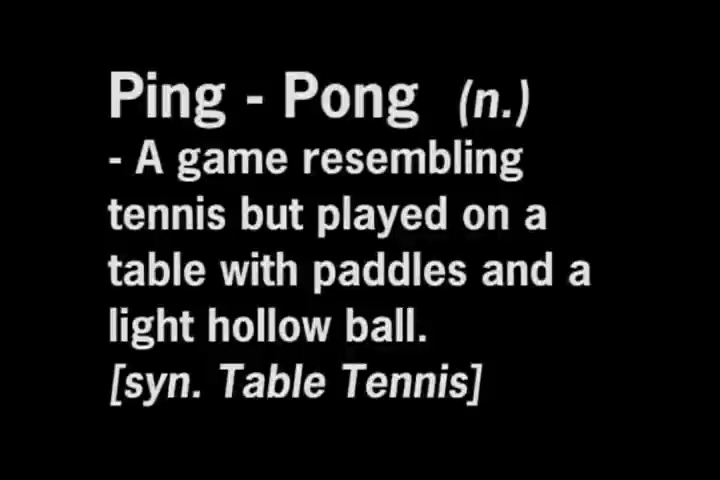 Ping - Pong (n.)
- A game resembling
tennis but played on a
table with paddles and a
light hollow ball.
[syn. Table Tennis]